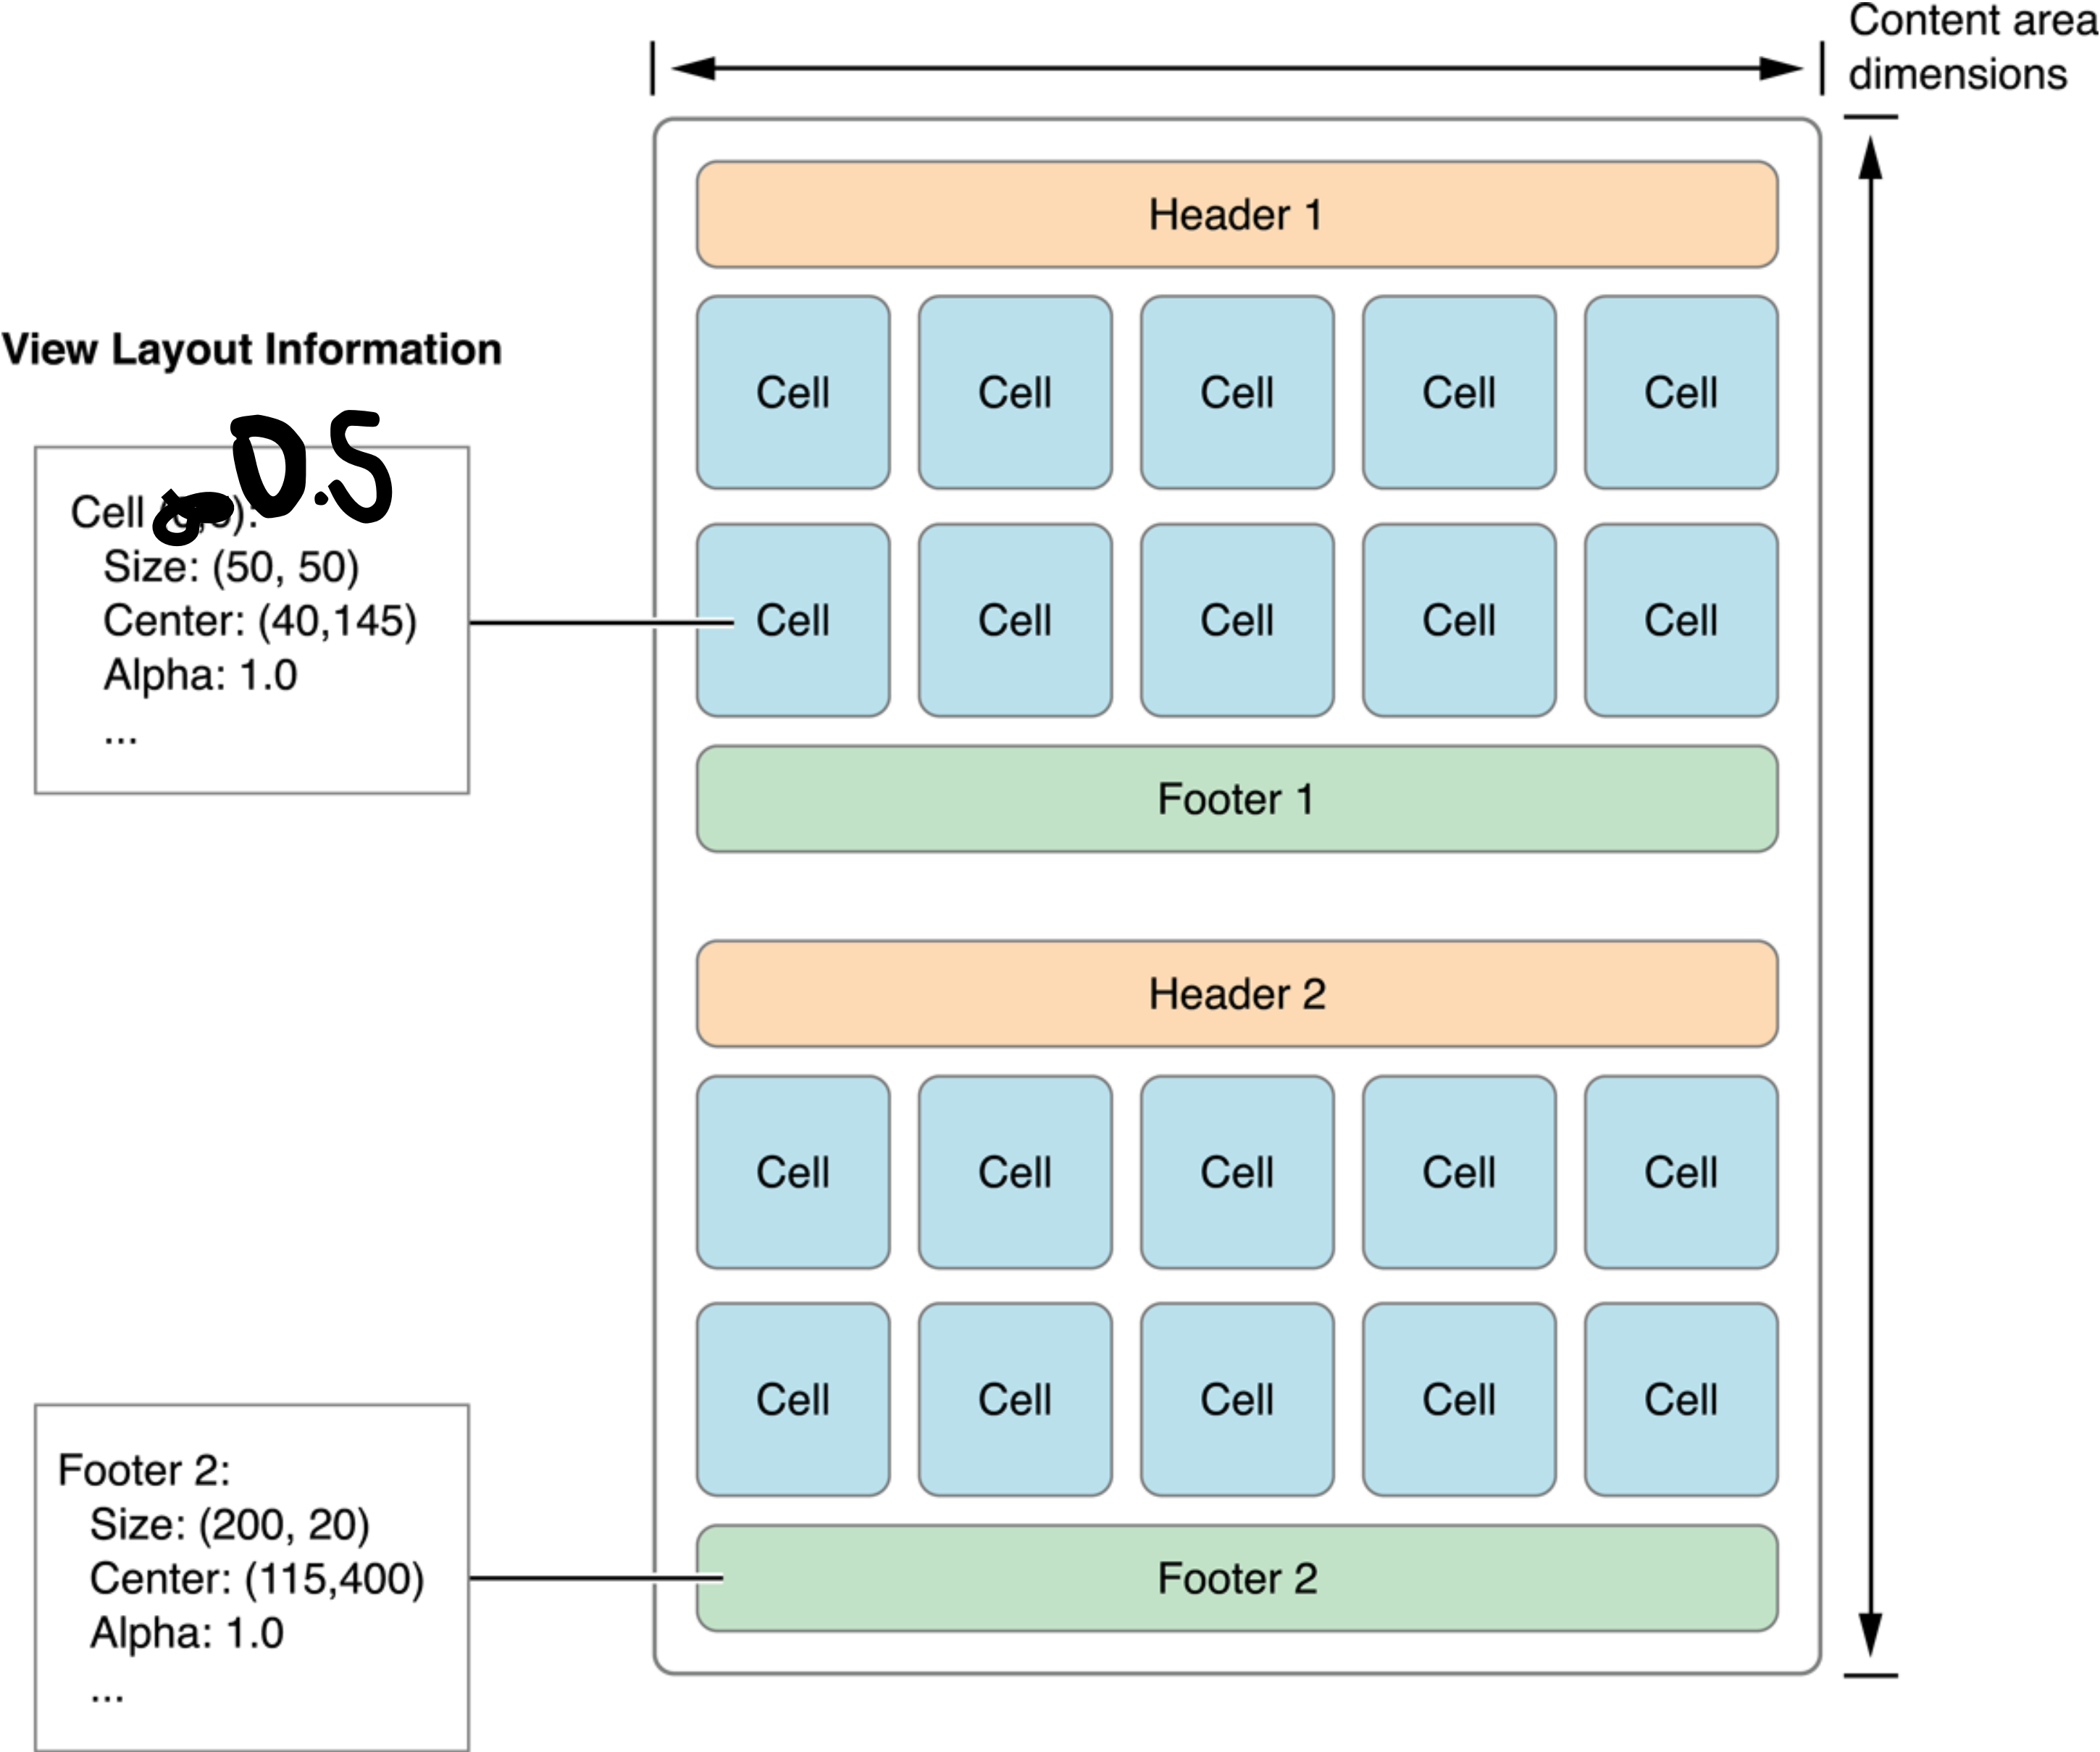 Content area
dimensions
Header 1
View Layout Information
Cell Cell Cell Cell Cell
D.S
Cell
Size: (50, 50)
Center: (40,145)
Alpha: 1.0
...
Cell Cell Cell Cell Cell
Footer 1
Header 2
Cell Cell Cell Cell Cell
Cell Cell Cell Cell Cell
Footer 2:
Size: (200, 20)
Center: (115,400)
Alpha: 1.0
...
Footer 2